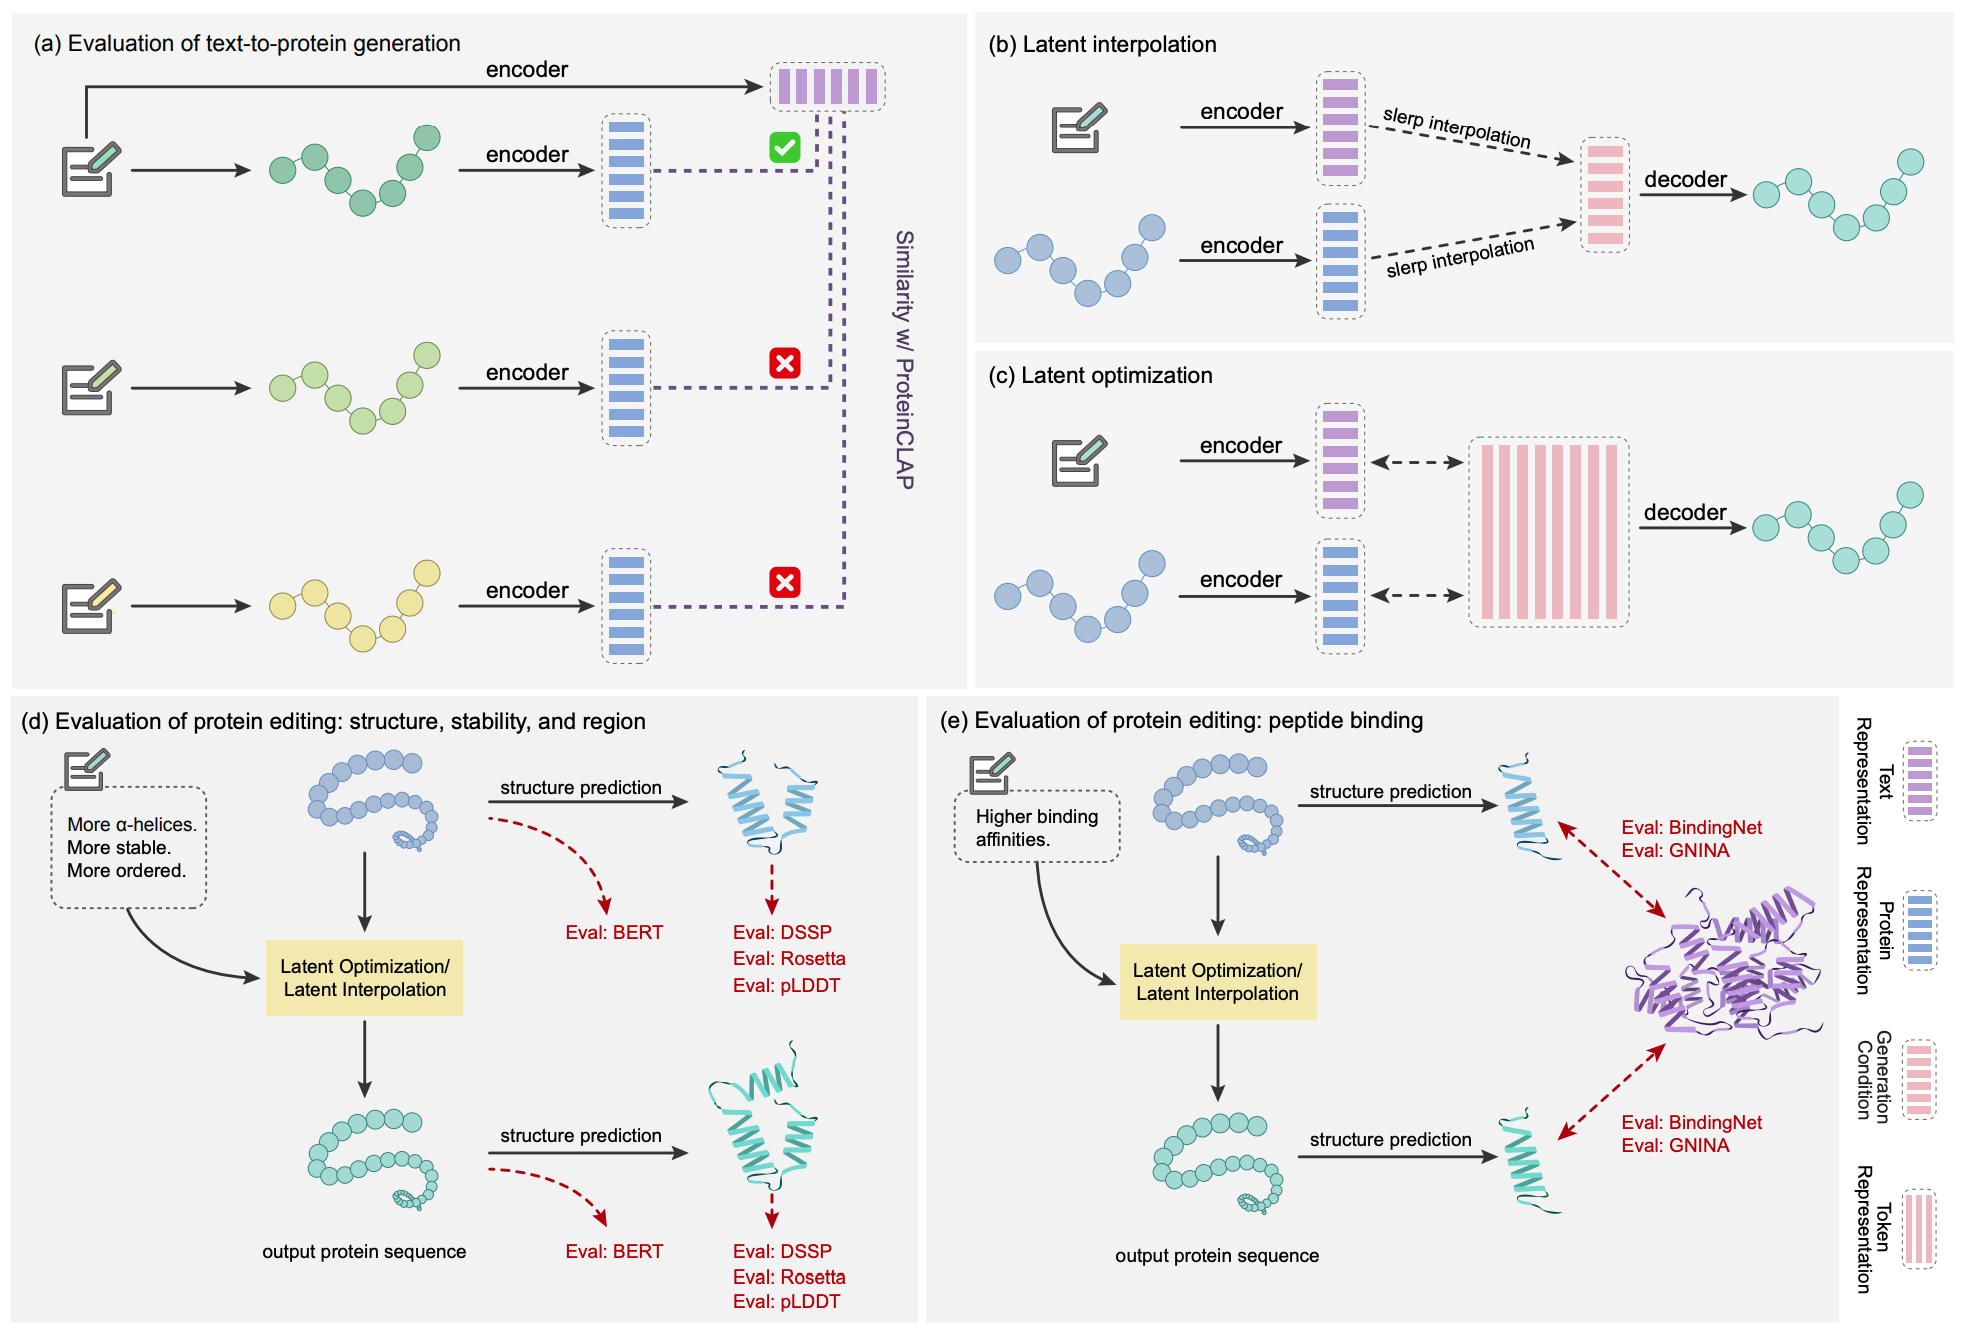 (a) Evaluation of text-to-protein generation
encoder
encoder
encoder
encoder
Similarity w/ ProteinCLAP
(b) Latent interpolation
encoder
slerp interpolation
encoder
slerp interpolation
decoder
(c) Latent optimization
encoder
encoder
decoder
(d) Evaluation of protein editing: structure, stability, and region
More α-helices.
More stable.
More ordered.
structure prediction
Eval: BERT
Eval: DSSP
Eval: Rosetta
Eval: pLDDT
Latent Optimization/
Latent Interpolation
structure prediction
output protein sequence
Eval: BERT
Eval: DSSP
Eval: Rosetta
Eval: pLDDT
(e) Evaluation of protein editing: peptide binding
Higher binding
affinities.
structure prediction
Eval: BindingNet
Eval: GNINA
Latent Optimization/
Latent Interpolation
structure prediction
Eval: BindingNet
Eval: GNINA
output protein sequence
Text
Representation
Protein
Representation
Generation
Condition
Token
Representation